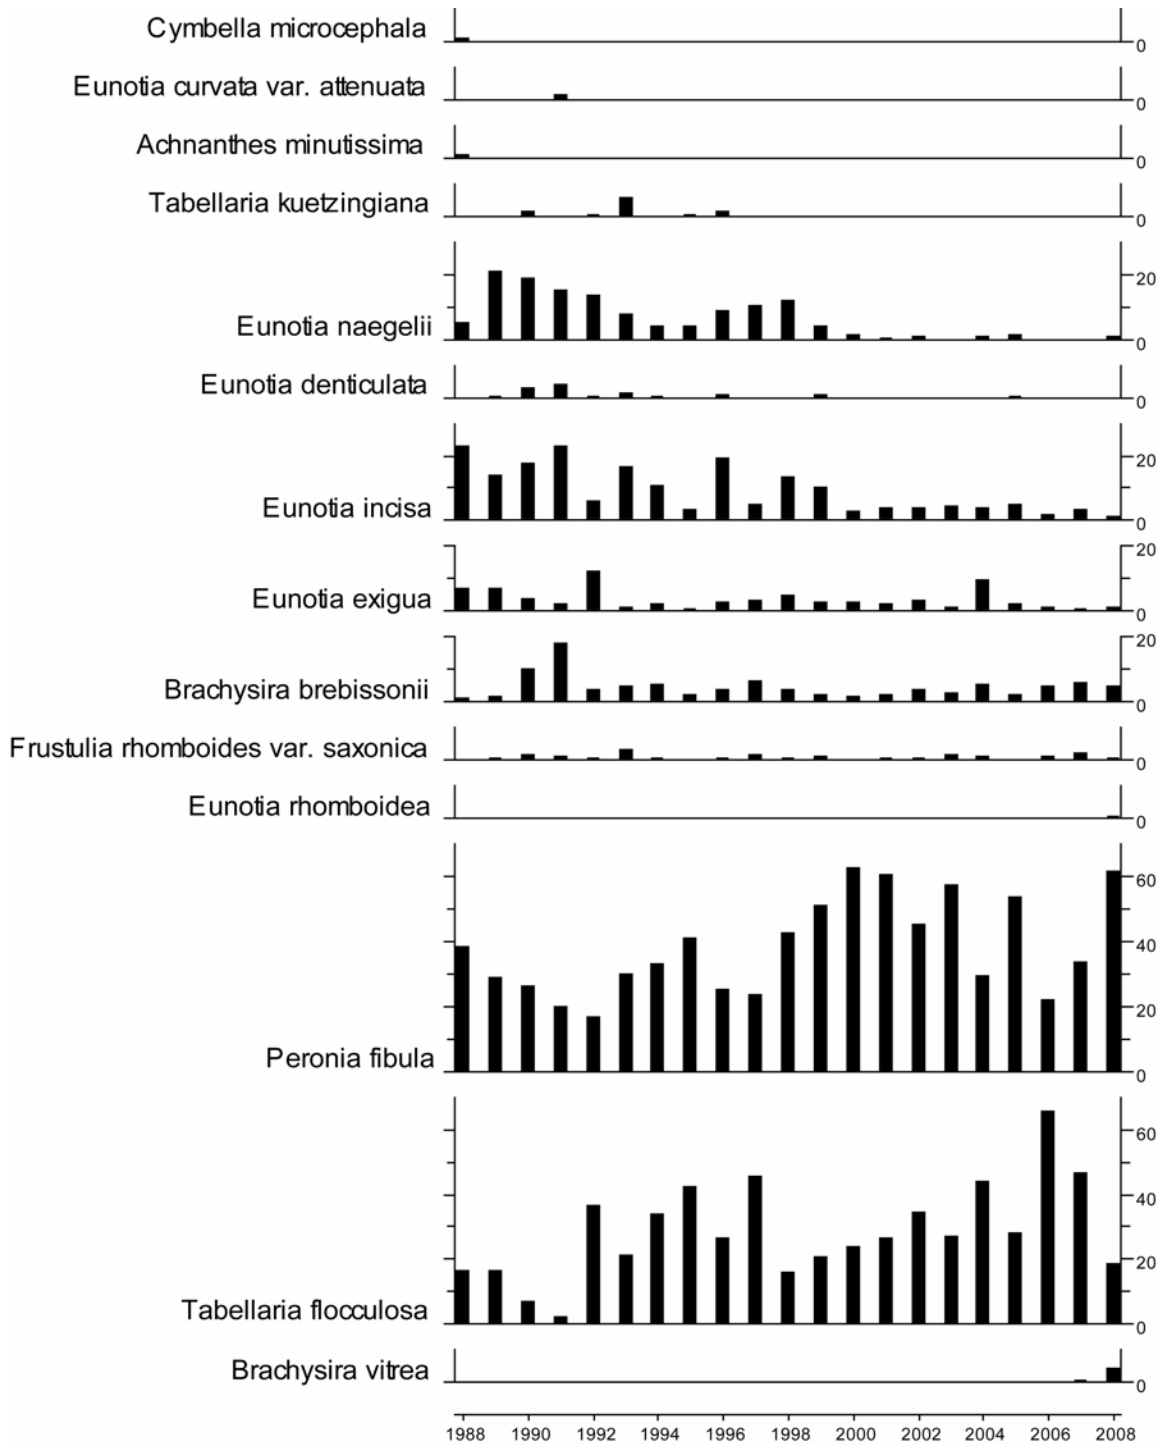 Cymbella microcephala
0
Eunotia curvata var. attenuata
0
Achnanthes minutissima
0
Tabellaria kuetzingiana
0
20
Eunotia naegelii
0
Eunotia denticulata
0
20
Eunotia incisa
0
20
Eunotia exigua
0
20
Brachysira brebissonii
0
Frustulia rhomboides var. saxonica
0
Eunotia rhomboidea
0
60
40
20
Peronia fibula
0
60
40
20
Tabellaria flocculosa
0
Brachysira vitrea
0
1988 1990 1992 1994 1996 1998 2000 2002 2004 2006 2008